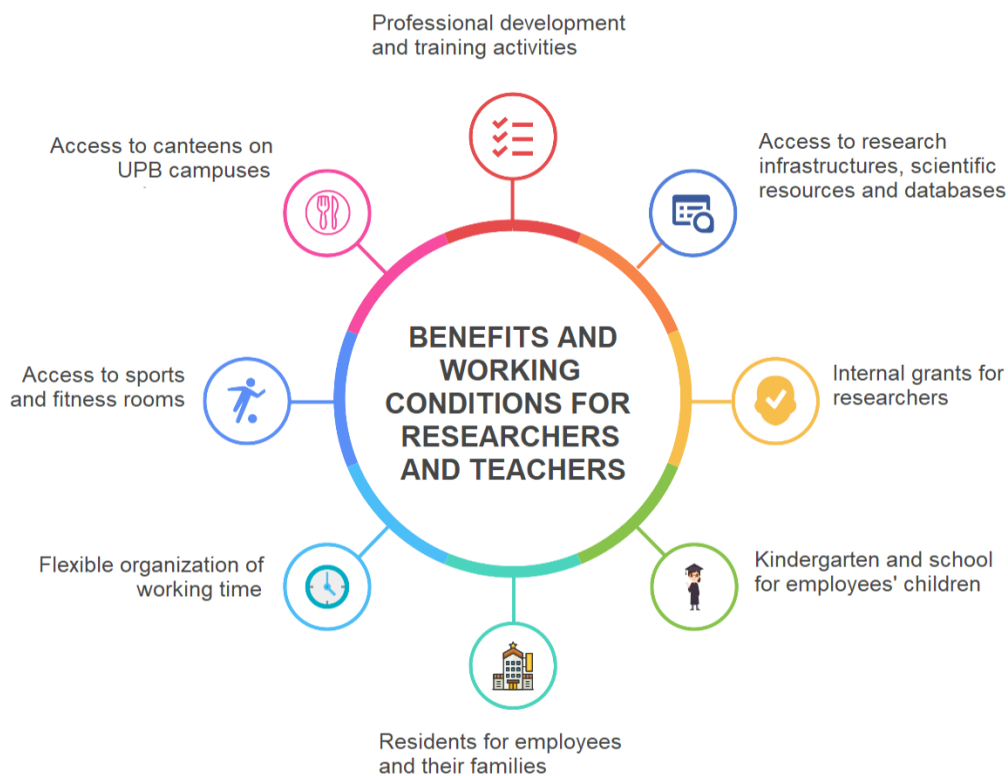 Professional development
and training activities
Access to research
infrastructures, scientific
resources and databases
Internal grants for
researchers
Kindergarten and school
for employees' children
Residents for employees
and their families
Flexible organization of
working time
Access to sports
and fitness rooms
Access to canteens on
UPB campuses
BENEFITS AND
WORKING
CONDITIONS FOR
RESEARCHERS
AND TEACHERS